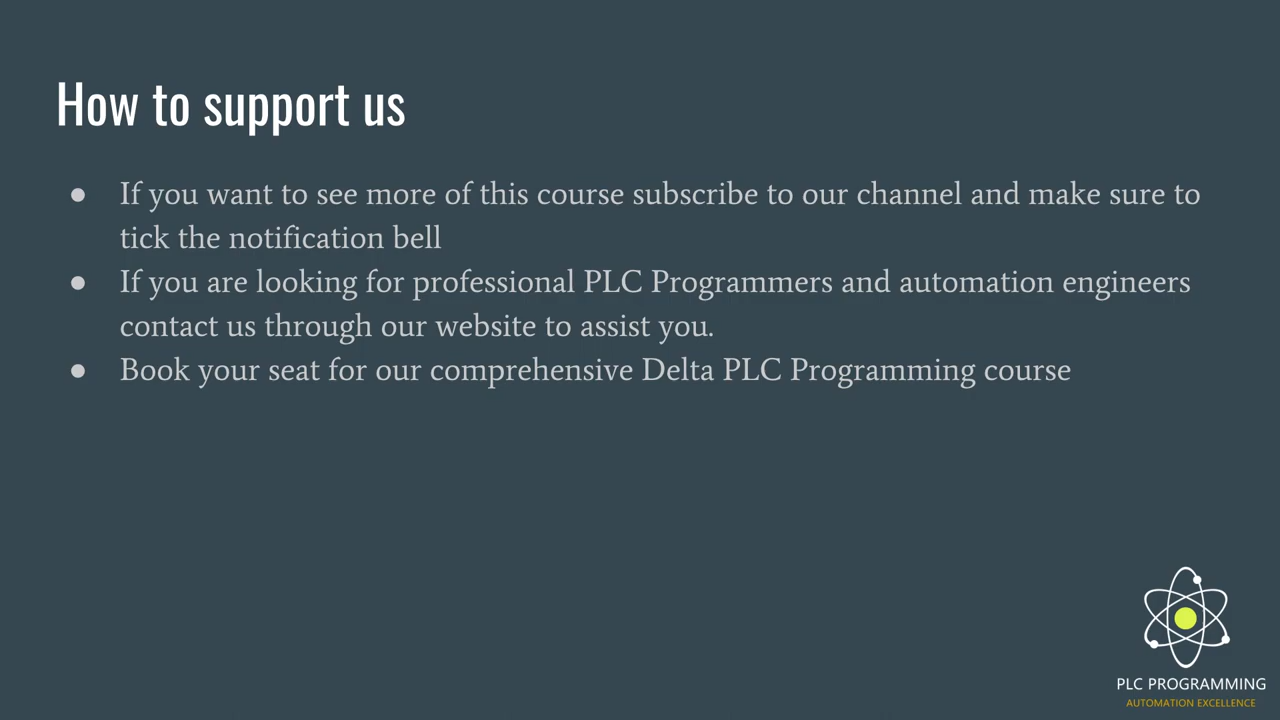 How to support us
● If you want to see more of this course subscribe to our channel and make sure to
tick the notification bell
● If you are looking for professional PLC Programmers and automation engineers
contact us through our website to assist you.
● Book your seat for our comprehensive Delta PLC Programming course
PLC PROGRAMMING
AUTOMATION EXCELLENCE